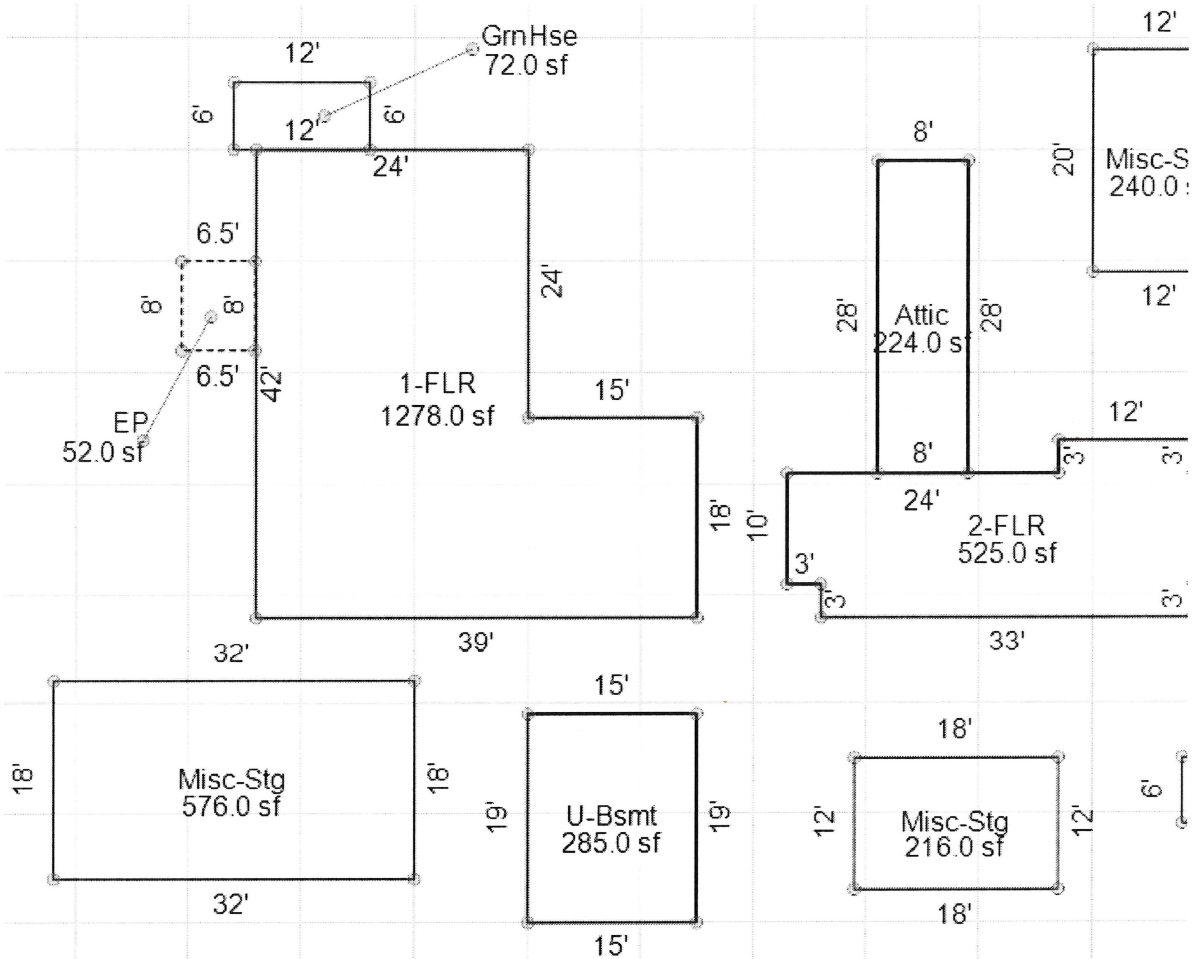 GrnHse
72.0 sf
12'
6'
12'
6'
24'
6.5'
8'
8'
6.5'
42'
24'
EP
52.0 sf
1-FLR
1278.0 sf
15'
18'
39'
8'
28'
Attic
224.0 sf
28'
8'
12'
20'
Misc-S
240.0
12'
12'
3'
3'
24'
10'
2-FLR
525.0 sf
3'
3'
3'
33'
32'
18'
Misc-Stg
576.0 sf
18'
32'
15'
19'
U-Bsmt
285.0 sf
19'
15'
18'
12'
Misc-Stg
216.0 sf
12'
18'
6'